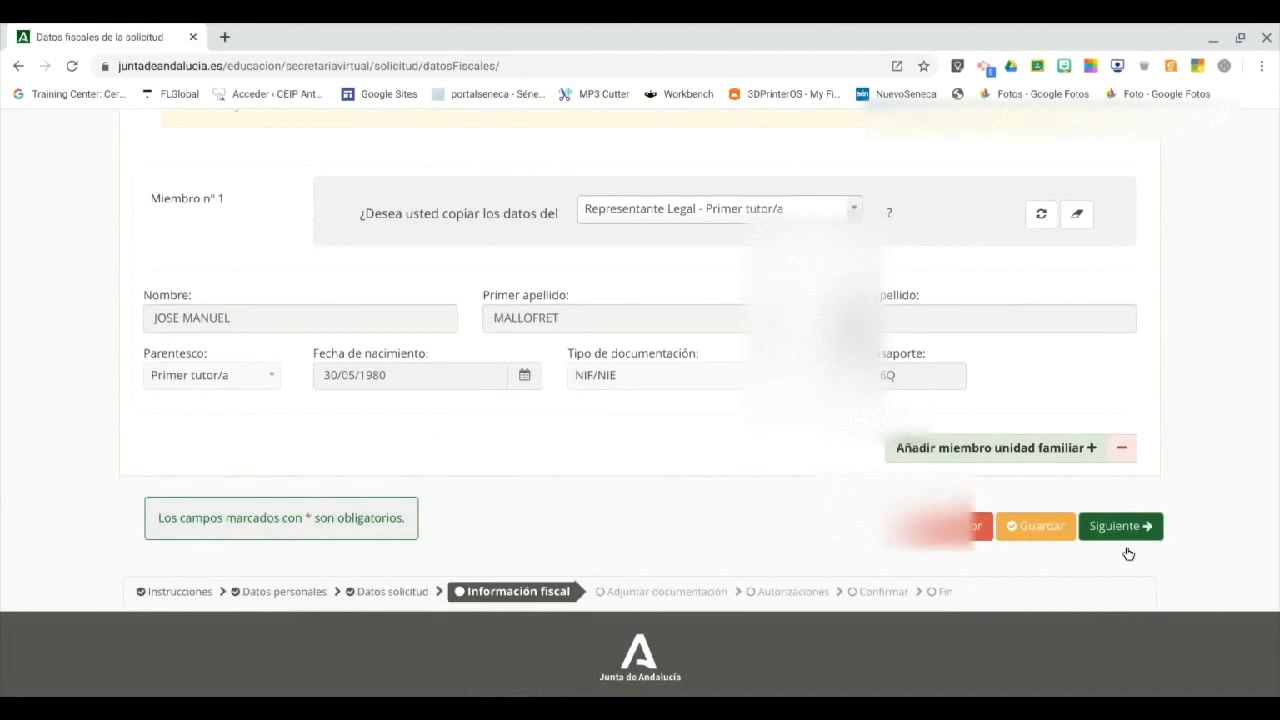 Datos fiscales de la solicitud
juntadeandalucia.es/educacion/secretariavirtual/solicitud/datosFiscales/
6
Training Center: Cer... FLGlobal Acceder ‹ CEIP Ant... Google Sites portalseneca - Séne... MP3 Cutter Workbench 3DPrinterOS - My Fi... NuevoSeneca Fotos - Google Fotos Foto - Google Fotos
Miembro nº 1
¿Desea usted copiar los datos del Representante Legal - Primer tutor/a ?
Nombre: Primer apellido: pellido:
JOSE MANUEL MALLOFRET
Parentesco: Fecha de nacimiento: Tipo de documentación: saporte:
Primer tutor/a 30/05/1980 NIF/NIE 6Q
Añadir miembro unidad familiar + −
Los campos marcados con * son obligatorios.
or Guardar Siguiente
Instrucciones Datos personales Datos solicitud Información fiscal Adjuntar documentación Autorizaciones Confirmar Fin
Junta de Andalucía